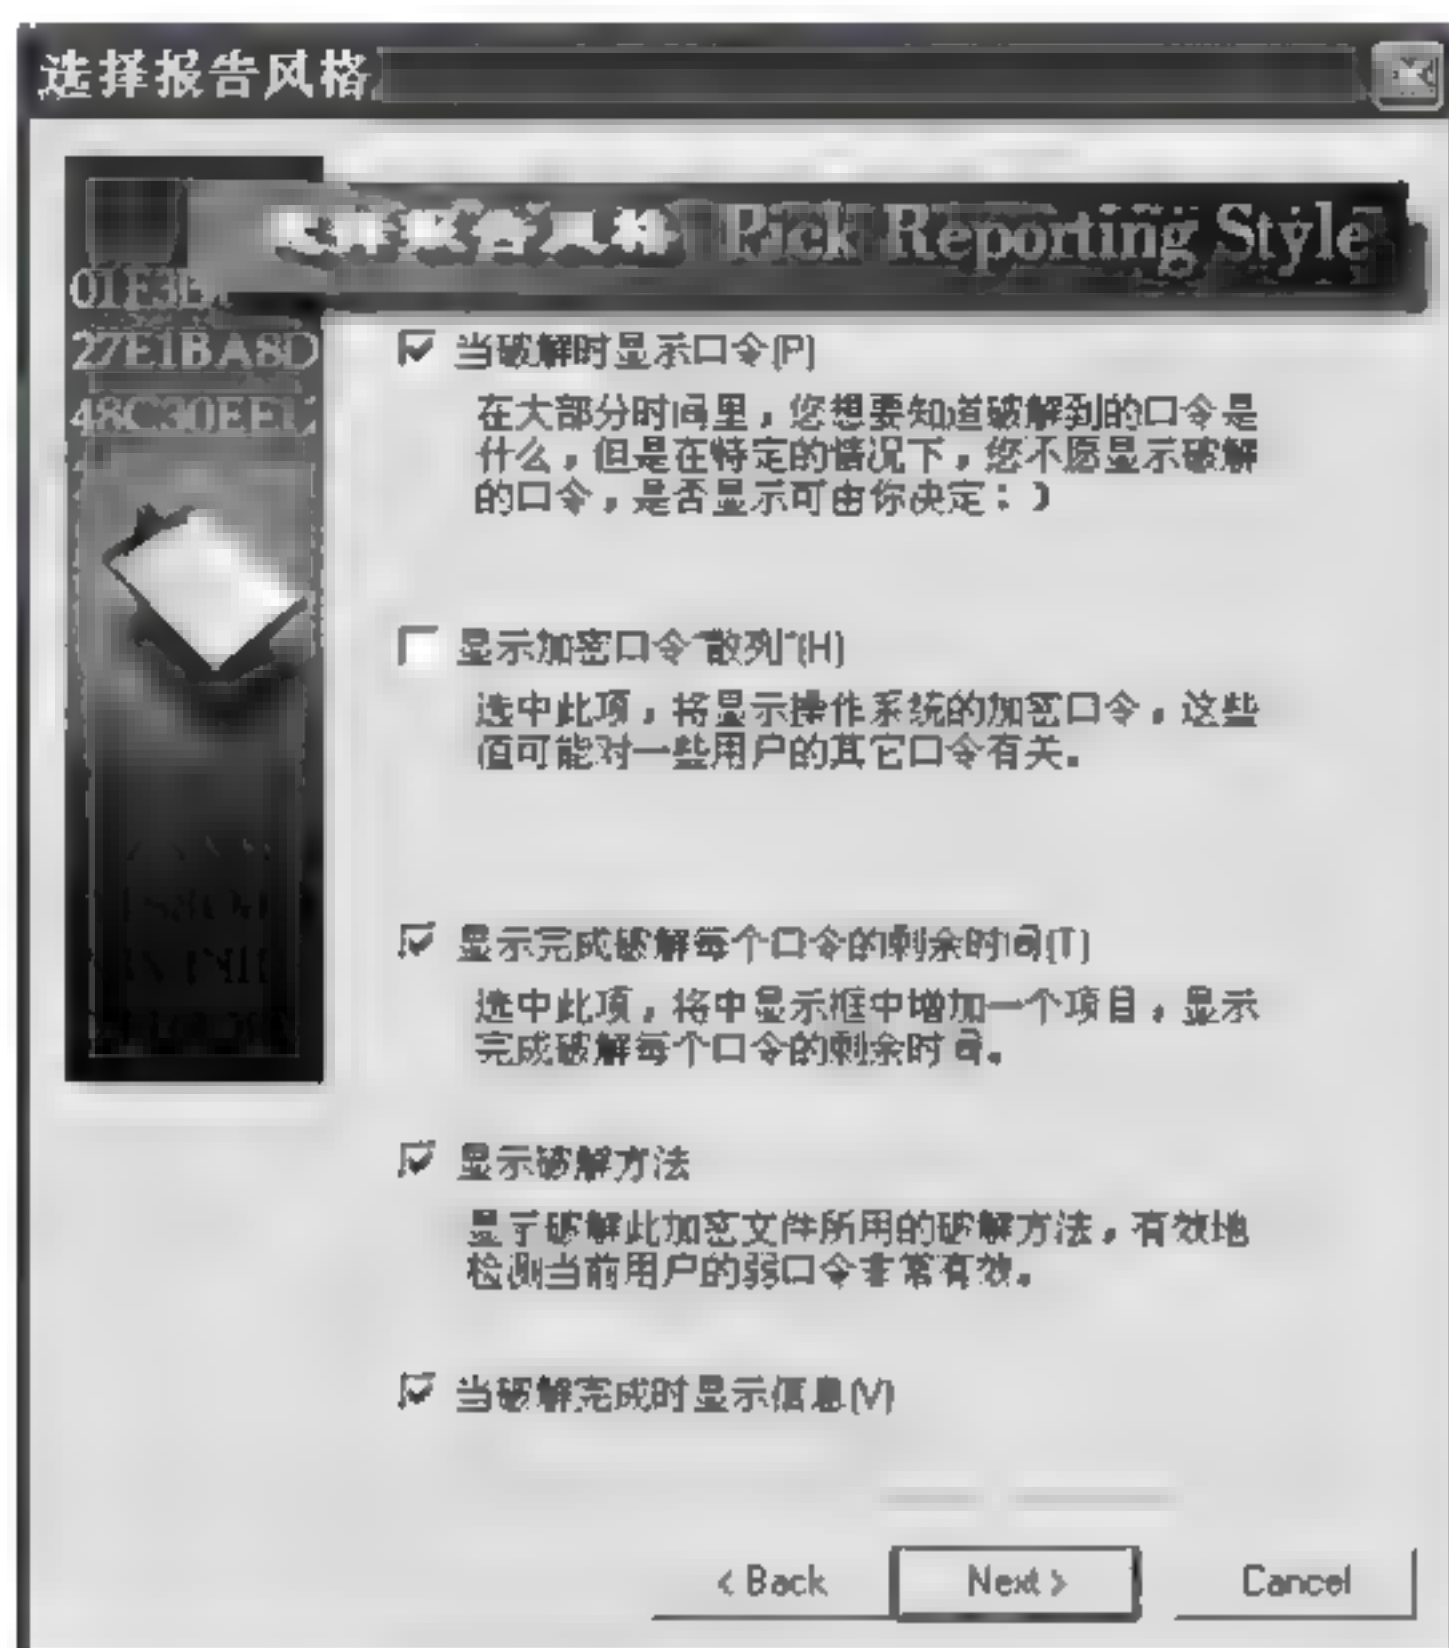 选择报告风格
选择报告风格 Pick Reporting Style
27E1BA8D
当破解时显示口令(P)
在大部分时间里，您想要知道破解到的口令是
什么，但是在特定的情况下，您不愿显示破解
的口令，是否显示可由你决定：)
显示加密口令"散列"(H)
选中此项，将显示操作系统的加密口令，这些
值可能对一些用户的其它口令有关。
显示完成破解每个口令的剩余时间(T)
选中此项，将中显示框中增加一个项目，显示
完成破解每个口令的剩余时间。
显示破解方法
显于破解此加密文件所用的破解方法，有效地
检测当前用户的弱口令非常有效。
当破解完成时显示信息(V)
< Back
Next >
Cancel